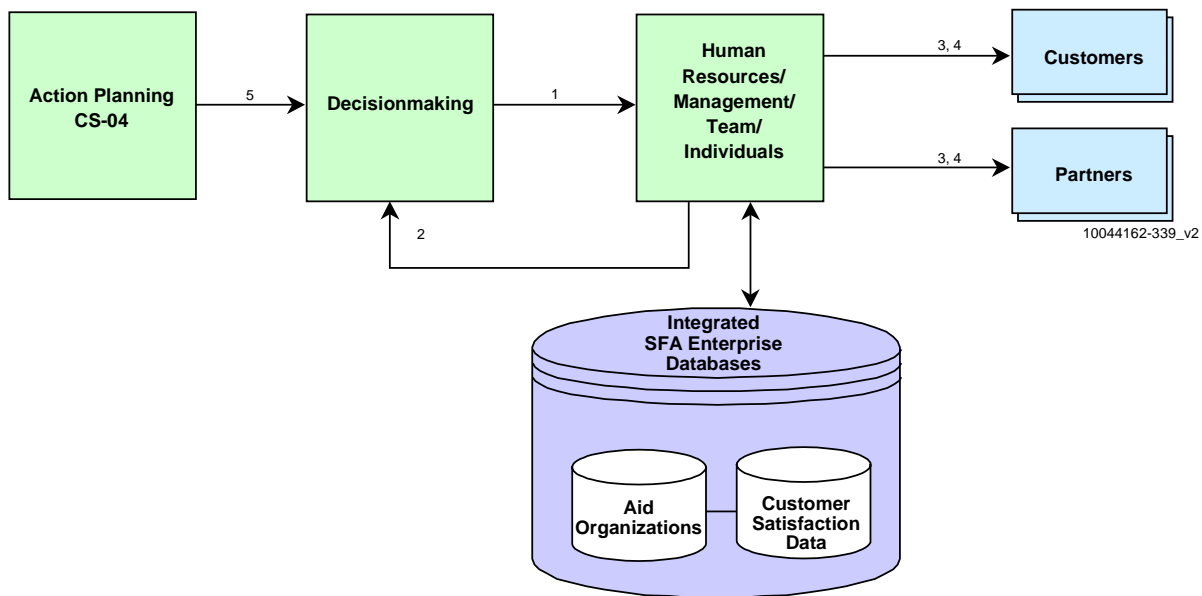 Action Planning
CS-04
5
Decisionmaking
1
Human
Resources/
Management/
Team/
Individuals
3, 4
Customers
3, 4
Partners
10044162-339_v2
2
Integrated
SFA Enterprise
Databases
Aid
Organizations
Customer
Satisfaction
Data